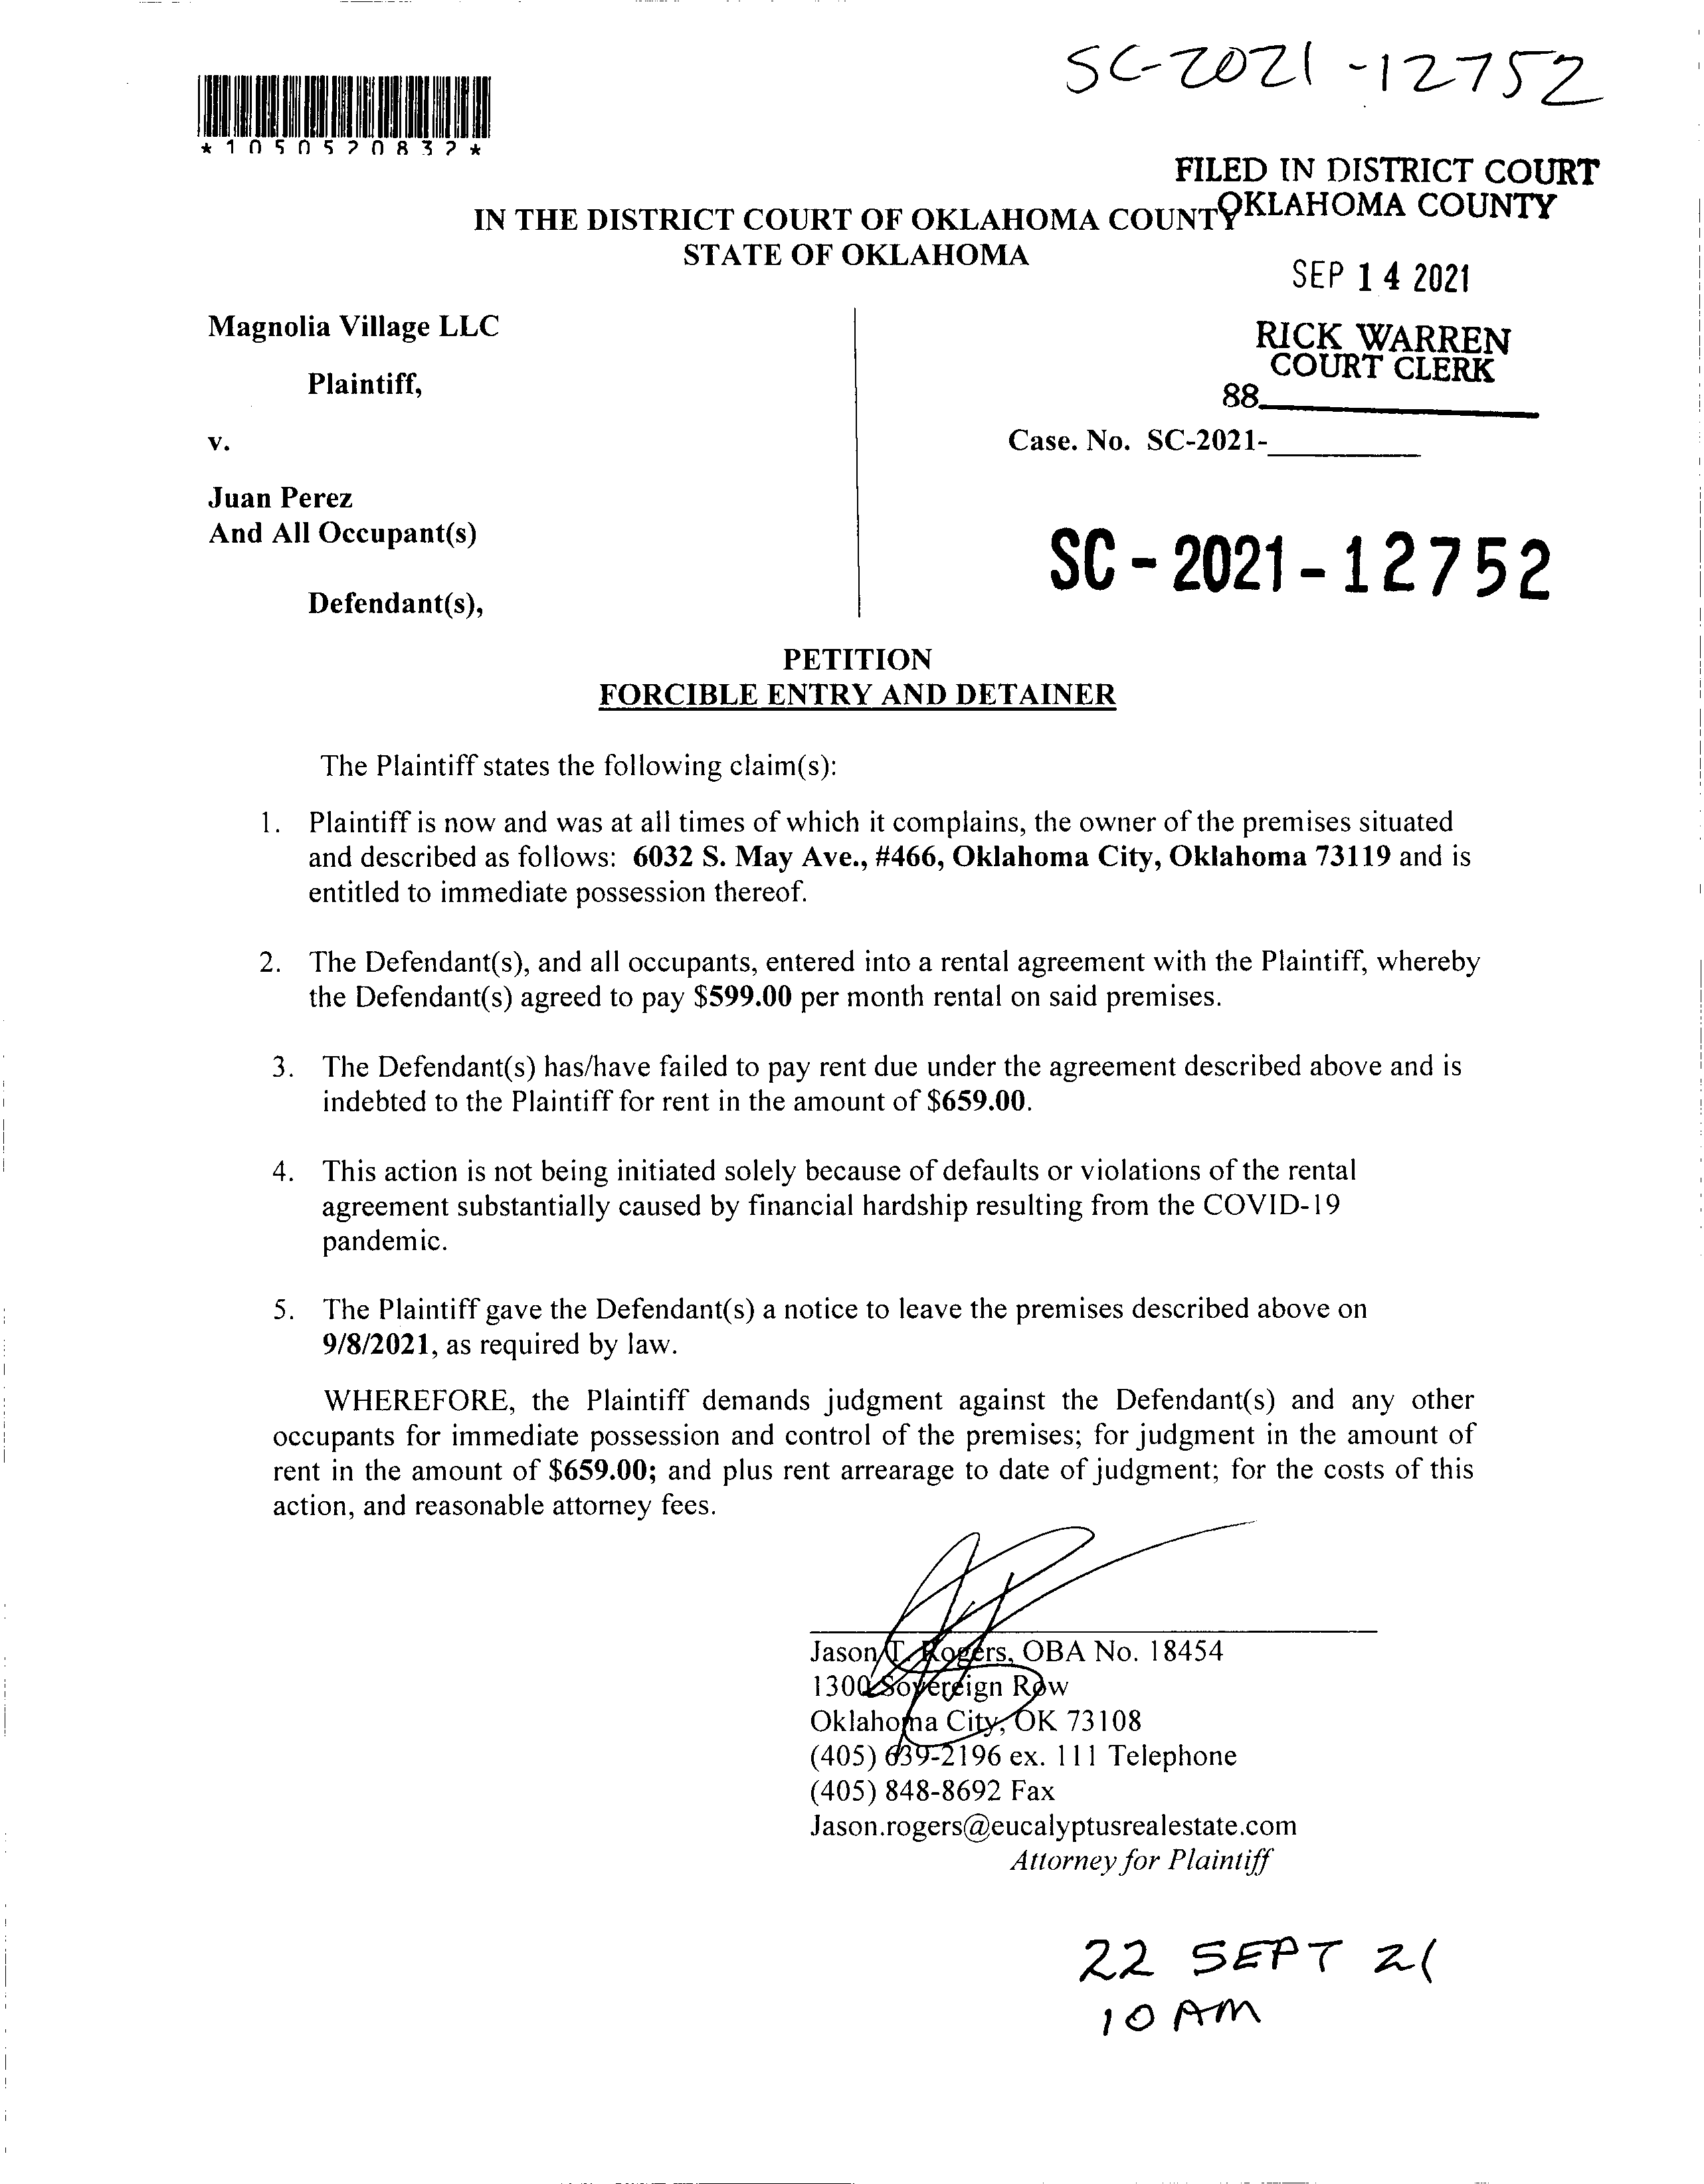 SC-2021-12752
*1050520832*
FILED IN DISTRICT COURT
OKLAHOMA COUNTY
IN THE DISTRICT COURT OF OKLAHOMA COUNTY
STATE OF OKLAHOMA
SEP 14 2021
Magnolia Village LLC
RICK WARREN
COURT CLERK
Plaintiff,
88
v.
Case. No. SC-2021-
Juan Perez
And All Occupant(s)
SC-2021-12752
Defendant(s),
PETITION
FORCIBLE ENTRY AND DETAINER
The Plaintiff states the following claim(s):
1. Plaintiff is now and was at all times of which it complains, the owner of the premises situated
and described as follows: 6032 S. May Ave., #466, Oklahoma City, Oklahoma 73119 and is
entitled to immediate possession thereof.
2. The Defendant(s), and all occupants, entered into a rental agreement with the Plaintiff, whereby
the Defendant(s) agreed to pay $599.00 per month rental on said premises.
3. The Defendant(s) has/have failed to pay rent due under the agreement described above and is
indebted to the Plaintiff for rent in the amount of $659.00.
4. This action is not being initiated solely because of defaults or violations of the rental
agreement substantially caused by financial hardship resulting from the COVID-19
pandemic.
5. The Plaintiff gave the Defendant(s) a notice to leave the premises described above on
9/8/2021, as required by law.
WHEREFORE, the Plaintiff demands judgment against the Defendant(s) and any other
occupants for immediate possession and control of the premises; for judgment in the amount of
rent in the amount of $659.00; and plus rent arrearage to date of judgment; for the costs of this
action, and reasonable attorney fees.
Jason T. Rogers, OBA No. 18454
1300 Sovereign Row
Oklahoma City, OK 73108
(405) 639-2196 ex. 111 Telephone
(405) 848-8692 Fax
Jason.rogers@eucalyptusrealestate.com
Attorney for Plaintiff
22 SEPT 21
10 AM